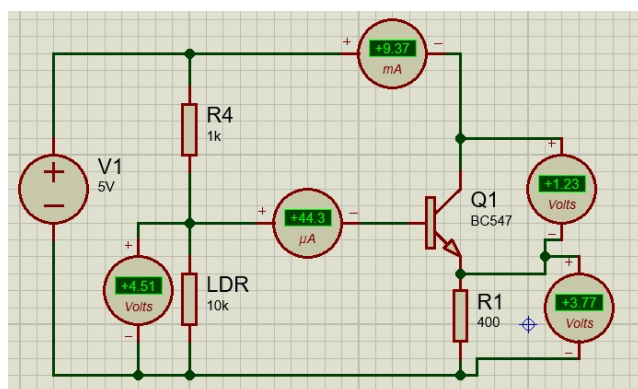 + +9.37 −
mA
R4
1k
V1
5V
+ +44.3 −
µA
Q1
BC547
+
+1.23
Volts
−
+
+4.51
Volts
−
LDR
10k
R1
400
+
+3.77
Volts
−